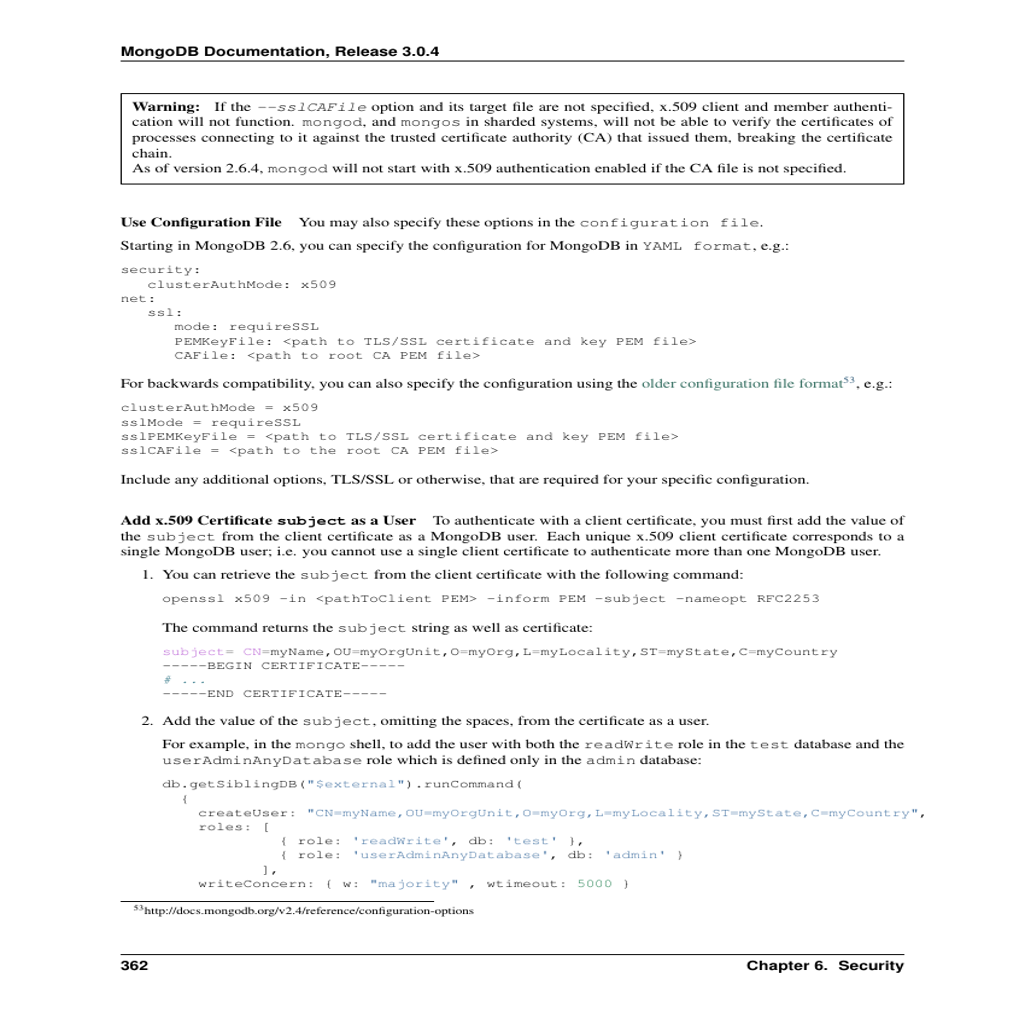 MongoDB Documentation, Release 3.0.4
Warning: If the --sslCAFile option and its target file are not specified, x.509 client and member authenti-
cation will not function. mongod, and mongos in sharded systems, will not be able to verify the certificates of
processes connecting to it against the trusted certificate authority (CA) that issued them, breaking the certificate
chain.
As of version 2.6.4, mongod will not start with x.509 authentication enabled if the CA file is not specified.
Use Configuration File You may also specify these options in the configuration file.
Starting in MongoDB 2.6, you can specify the configuration for MongoDB in YAML format, e.g.:
security:
   clusterAuthMode: x509
net:
   ssl:
      mode: requireSSL
      PEMKeyFile: <path to TLS/SSL certificate and key PEM file>
      CAFile: <path to root CA PEM file>
For backwards compatibility, you can also specify the configuration using the older configuration file format53, e.g.:
clusterAuthMode = x509
sslMode = requireSSL
sslPEMKeyFile = <path to TLS/SSL certificate and key PEM file>
sslCAFile = <path to the root CA PEM file>
Include any additional options, TLS/SSL or otherwise, that are required for your specific configuration.
Add x.509 Certificate subject as a User To authenticate with a client certificate, you must first add the value of
the subject from the client certificate as a MongoDB user. Each unique x.509 client certificate corresponds to a
single MongoDB user; i.e. you cannot use a single client certificate to authenticate more than one MongoDB user.
1. You can retrieve the subject from the client certificate with the following command:
openssl x509 -in <pathToClient PEM> -inform PEM -subject -nameopt RFC2253
The command returns the subject string as well as certificate:
subject= CN=myName,OU=myOrgUnit,O=myOrg,L=myLocality,ST=myState,C=myCountry
-----BEGIN CERTIFICATE-----
# ...
-----END CERTIFICATE-----
2. Add the value of the subject, omitting the spaces, from the certificate as a user.
For example, in the mongo shell, to add the user with both the readWrite role in the test database and the
userAdminAnyDatabase role which is defined only in the admin database:
db.getSiblingDB("$external").runCommand(
  {
    createUser: "CN=myName,OU=myOrgUnit,O=myOrg,L=myLocality,ST=myState,C=myCountry",
    roles: [
             { role: 'readWrite', db: 'test' },
             { role: 'userAdminAnyDatabase', db: 'admin' }
           ],
    writeConcern: { w: "majority" , wtimeout: 5000 }
53http://docs.mongodb.org/v2.4/reference/configuration-options
362 Chapter 6. Security